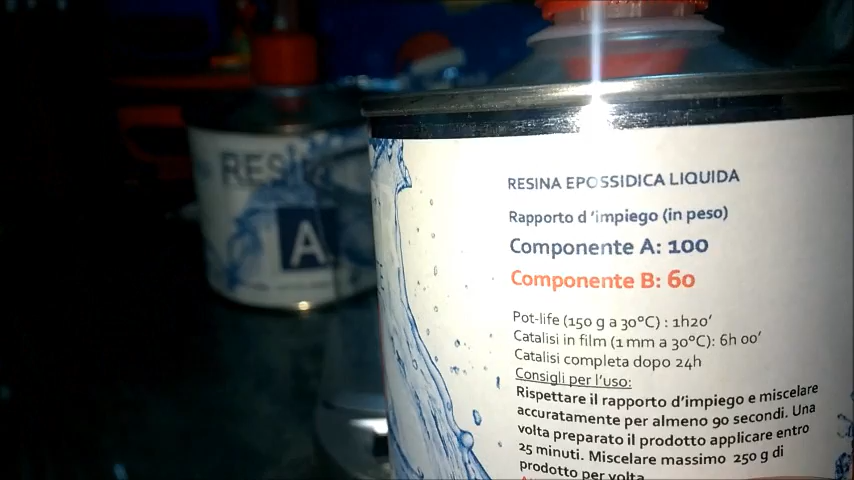 RESINA EPOSSIDICA LIQUIDA
Rapporto d'impiego (in peso)
Componente A: 100
Componente B: 60
Pot-life (150 g a 30°C) : 1h20'
Catalisi in film (1 mm a 30°C): 6h 00'
Catalisi completa dopo 24h
Consigli per l'uso:
Rispettare il rapporto d'impiego e miscelare
accuratamente per almeno 90 secondi. Una
volta preparato il prodotto applicare entro
25 minuti. Miscelare massimo 250 g di
prodotto per volta
A